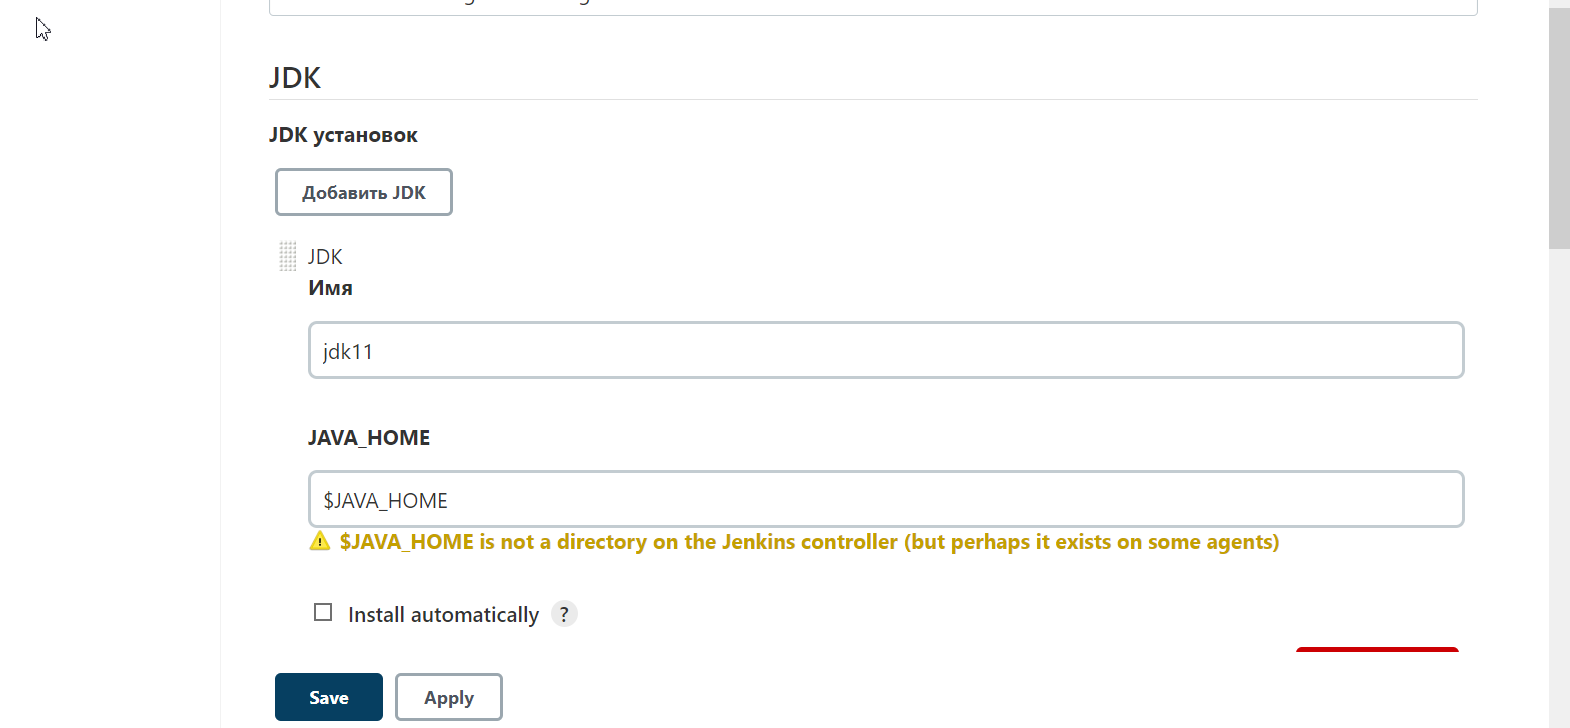 JDK
JDK установок
Добавить JDK
JDK
Имя
jdk11
JAVA_HOME
$JAVA_HOME
$JAVA_HOME is not a directory on the Jenkins controller (but perhaps it exists on some agents)
Install automatically ?
Save Apply